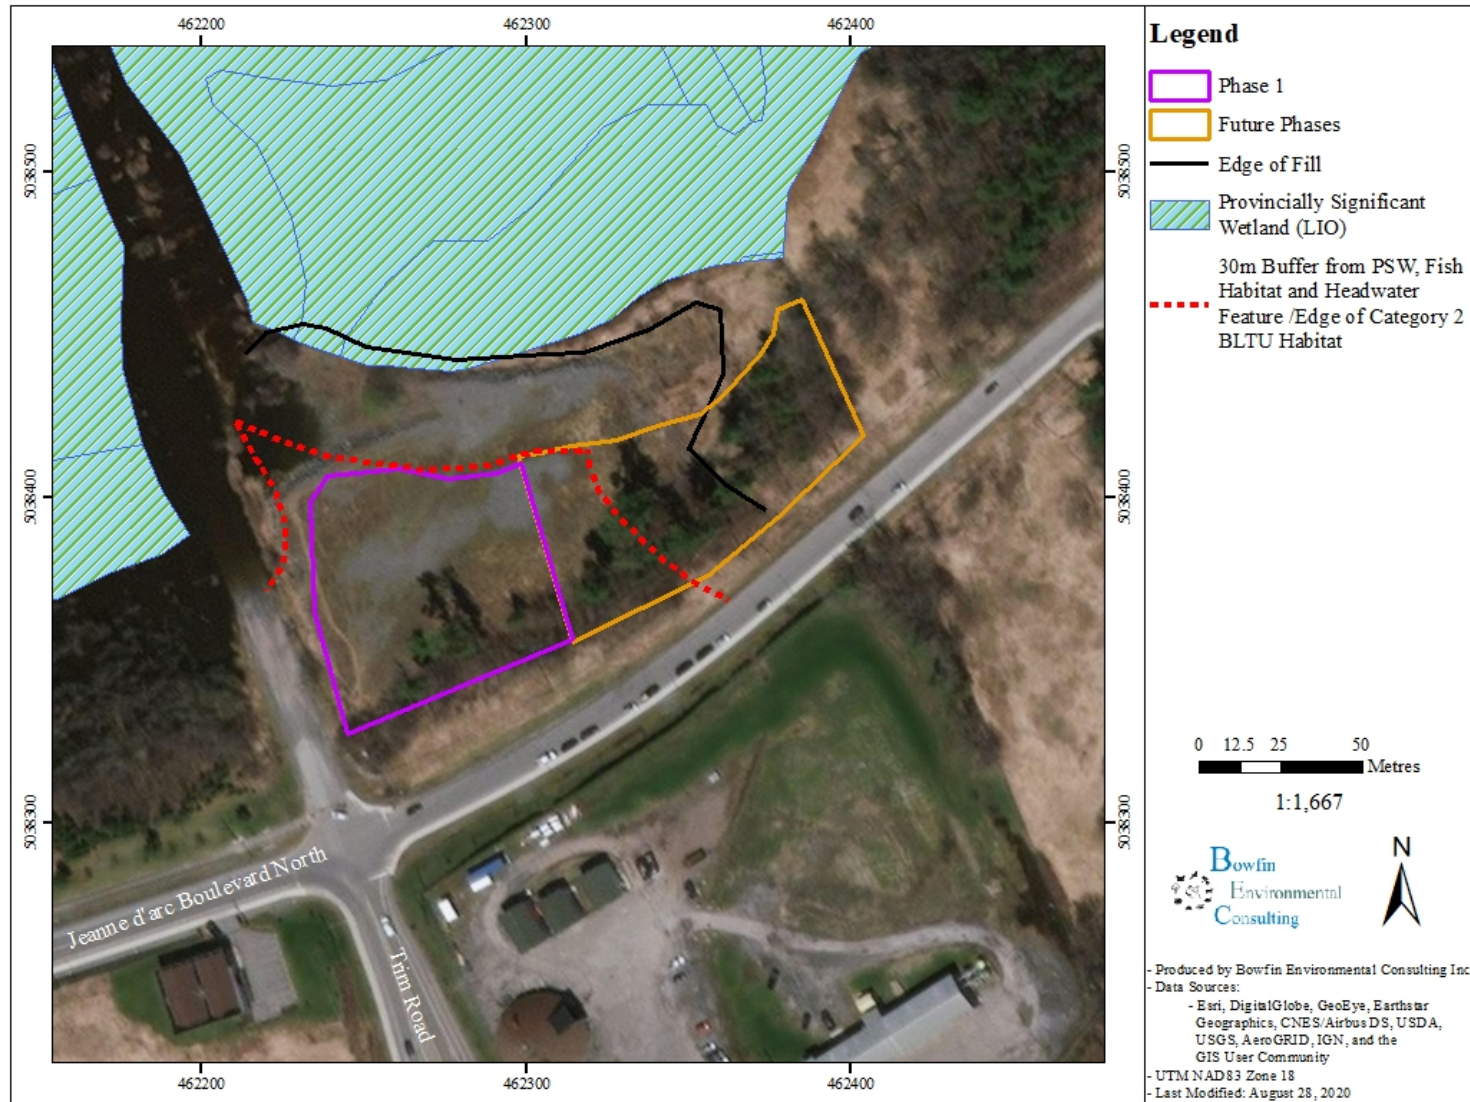 462200
462300
462400
Legend
Phase 1
Future Phases
Edge of Fill
Provincially Significant
Wetland (LIO)
30m Buffer from PSW, Fish
Habitat and Headwater
Feature /Edge of Category 2
BLTU Habitat
5038500
5038500
5038400
5038400
5038300
5038300
Jeanne d'arc Boulevard North
Trim Road
0 12.5 25 50
Metres
1:1,667
N
Bowfin
Environmental
Consulting
- Produced by Bowfin Environmental Consulting Inc
- Data Sources:
- Esri, DigitalGlobe, GeoEye, Earthstar
Geographics, CNES/Airbus DS, USDA,
USGS, AeroGRID, IGN, and the
GIS User Community
- UTM NAD83 Zone 18
- Last Modified: August 28, 2020
462200
462300
462400